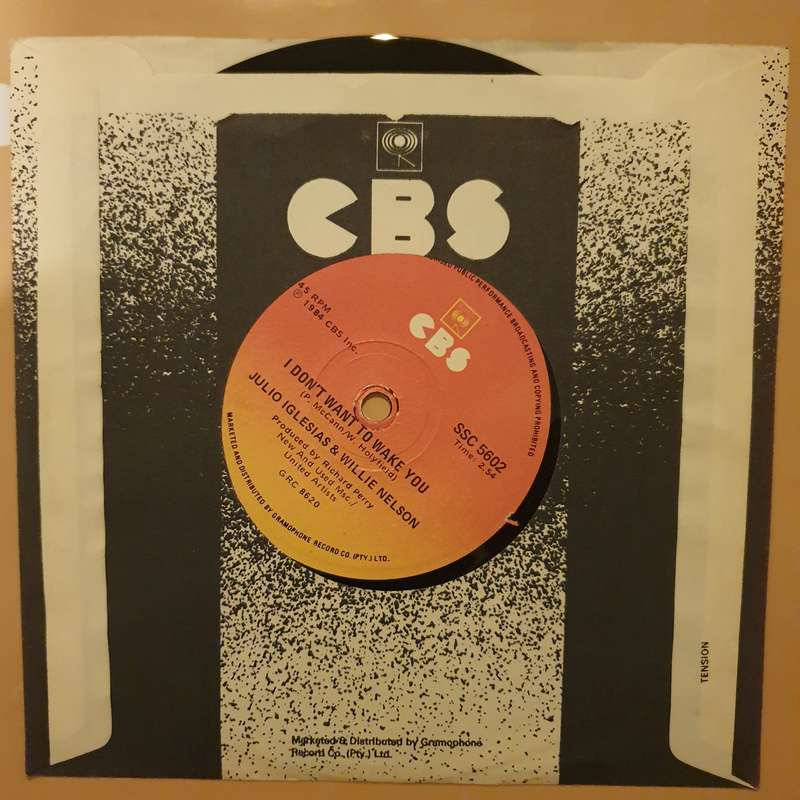 CBS
45 RPM
℗ 1984 CBS Inc.
PUBLIC PERFORMANCE BROADCASTING AND COPYING PROHIBITED
CBS
I DON'T WANT TO WAKE YOU
(P. McCann/W. Holyfield)
JULIO IGLESIAS & WILLIE NELSON
Produced by Richard Perry
New And Used Msc./
United Artists
GRC 8620
SSC 5602
Time: 2.54
MARKETED AND DISTRIBUTED BY GRAMOPHONE RECORD CO. (PTY.) LTD.
TENSION
Marketed & Distributed by Gramophone
Record Co., (Pty.) Ltd.